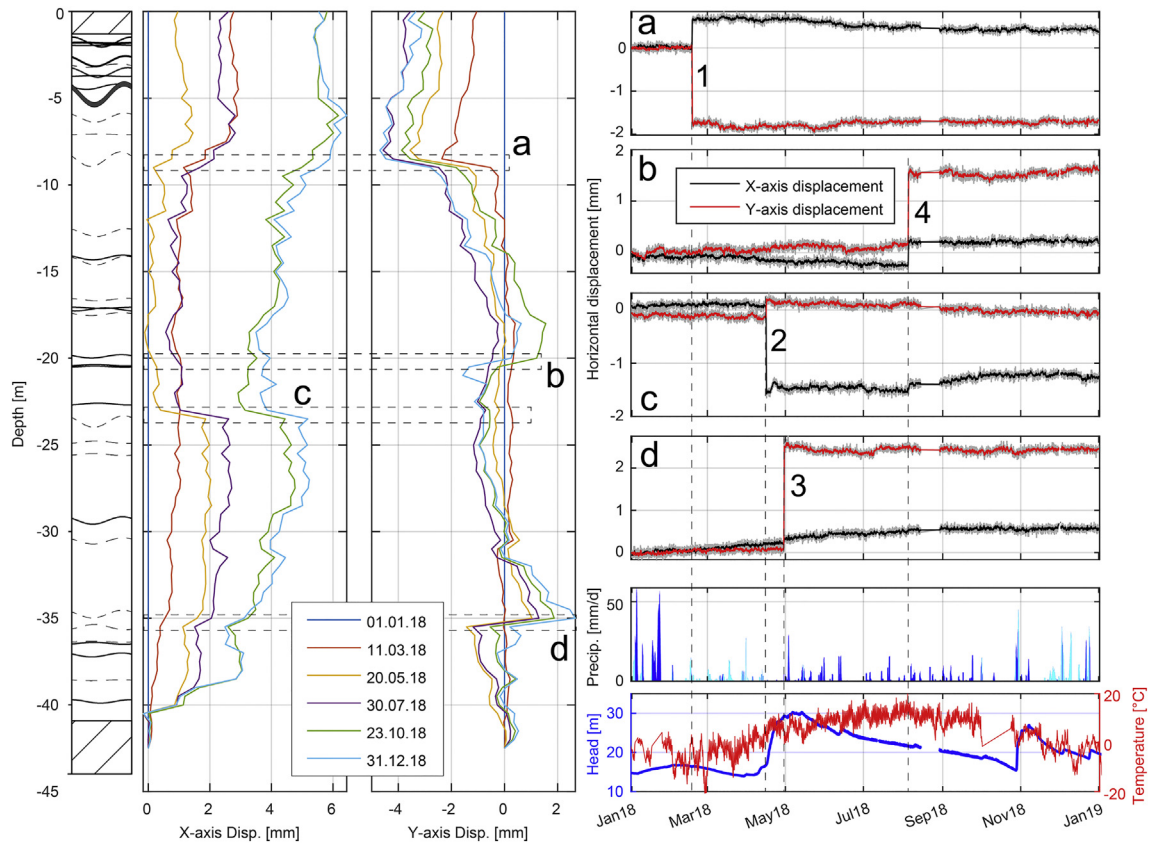 0
-5
-10
-15
-20
-25
-30
-35
-40
-45
Depth [m]
0 2 4 6
X-axis Disp. [mm]
-4 -2 0 2
Y-axis Disp. [mm]
a
b
c
d
01.01.18
11.03.18
20.05.18
30.07.18
23.10.18
31.12.18
a
0
-1
-2
1
b
2
1
0
X-axis displacement
Y-axis displacement
4
Horizontal displacement [mm]
c
0
-1
-2
2
d
2
1
0
3
50
0
Precip. [mm/d]
30
20
10
Head [m]
20
0
-20
Temperature [°C]
Jan18 Mar18 May18 Jul18 Sep18 Nov18 Jan19